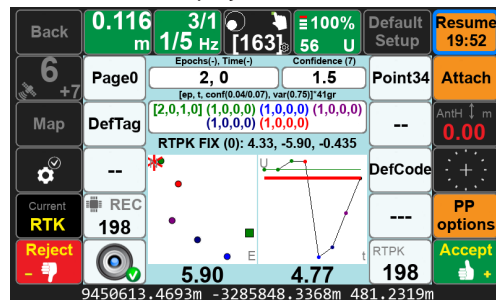 Back
0.116 m
3/1
1/5 Hz
[163]
100%
56 U
Default Setup
Resume
19:52
6
+7
Page0
Epochs(-), Time(-)
Confidence (7)
2, 0
1.5
Point34
Attach
[ep, t, conf(0.04/0.07), var(0.75)]*41gr
Map
DefTag
[2,0,1,0] (1,0,0,0) (1,0,0,0) (1,0,0,0)
(1,0,0,0) (1,0,0,0)
--
AntH m
0.00
RTPK FIX (0): 4.33, -5.90, -0.435
--
N
U
DefCode
Current
RTK
REC
198
---
PP
options
Reject
-
E
t
5.90
4.77
RTPK
198
Accept
+
9450613.4693m -3285848.3368m 481.2319m